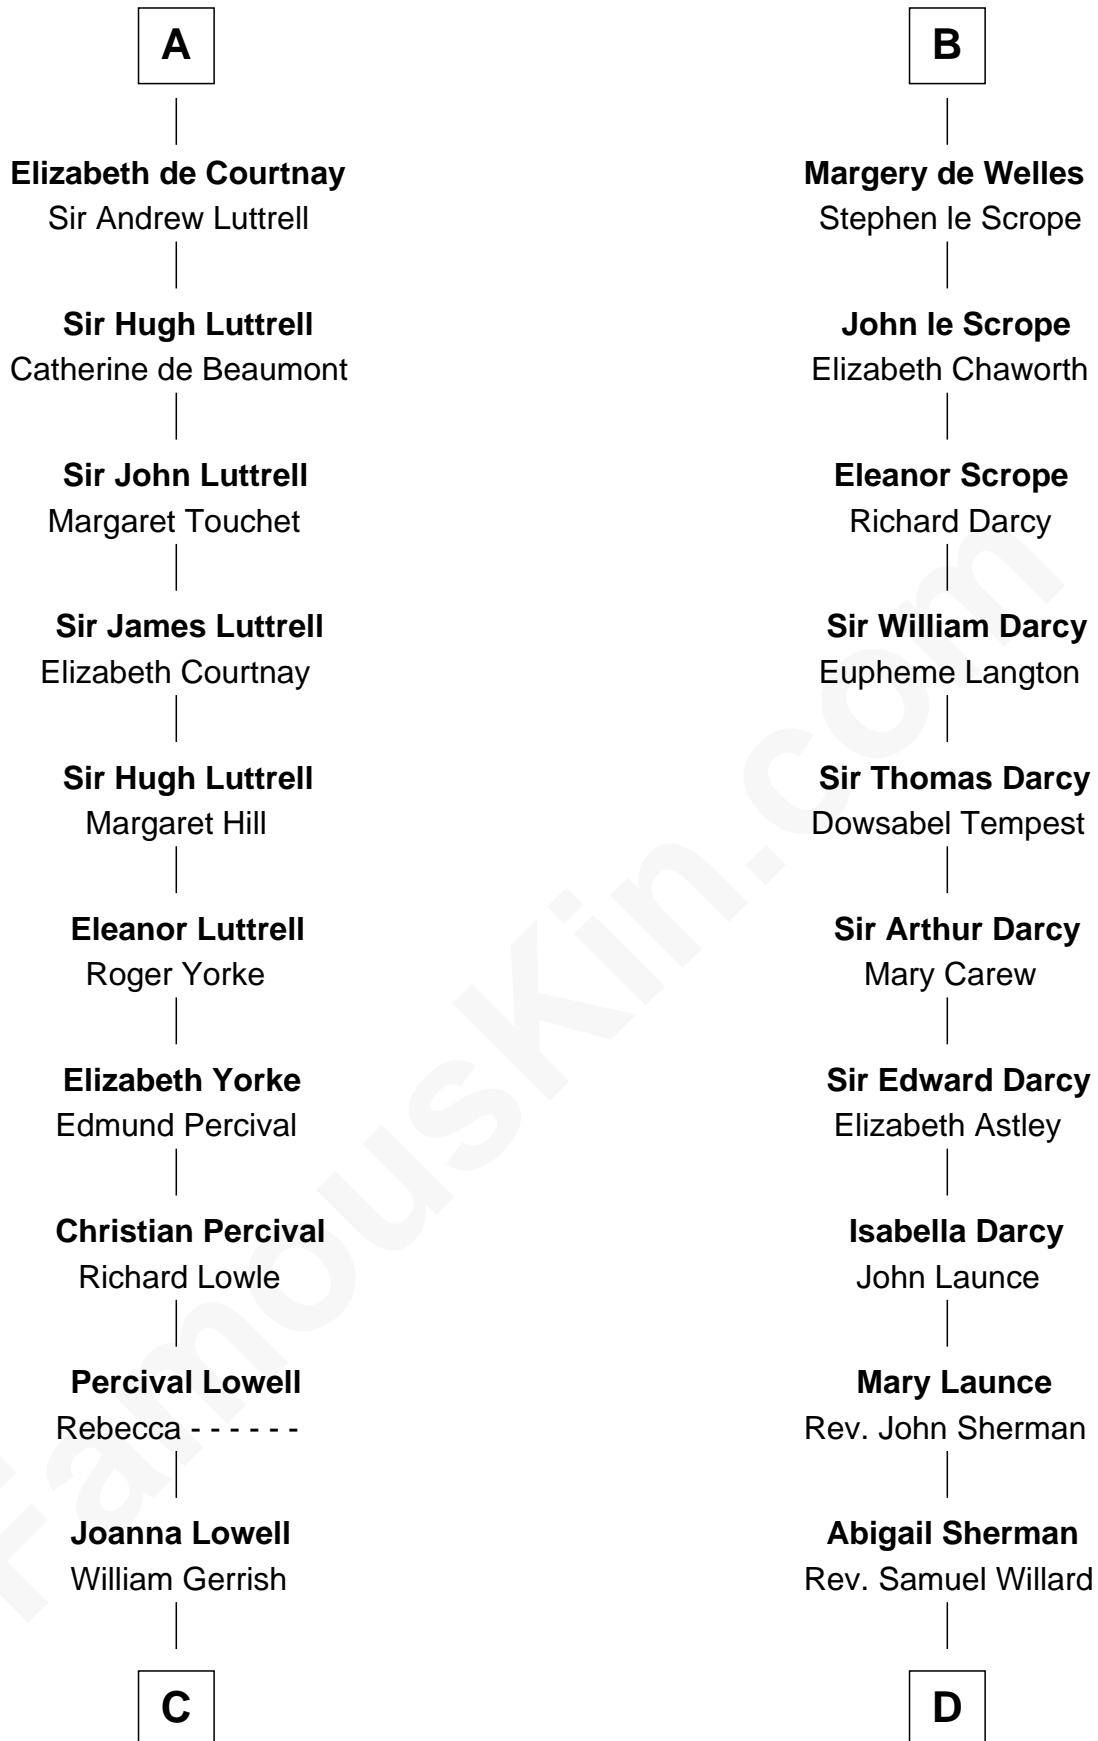 A
Elizabeth de Courtnay
Sir Andrew Luttrell
Sir Hugh Luttrell
Catherine de Beaumont
Sir John Luttrell
Margaret Touchet
Sir James Luttrell
Elizabeth Courtnay
Sir Hugh Luttrell
Margaret Hill
Eleanor Luttrell
Roger Yorke
Elizabeth Yorke
Edmund Percival
Christian Percival
Richard Lowle
Percival Lowell
Rebecca - - - - - -
Joanna Lowell
William Gerrish
C
B
Margery de Welles
Stephen le Scrope
John le Scrope
Elizabeth Chaworth
Eleanor Scrope
Richard Darcy
Sir William Darcy
Eupheme Langton
Sir Thomas Darcy
Dowsabel Tempest
Sir Arthur Darcy
Mary Carew
Sir Edward Darcy
Elizabeth Astley
Isabella Darcy
John Launce
Mary Launce
Rev. John Sherman
Abigail Sherman
Rev. Samuel Willard
D
FamousKin.com